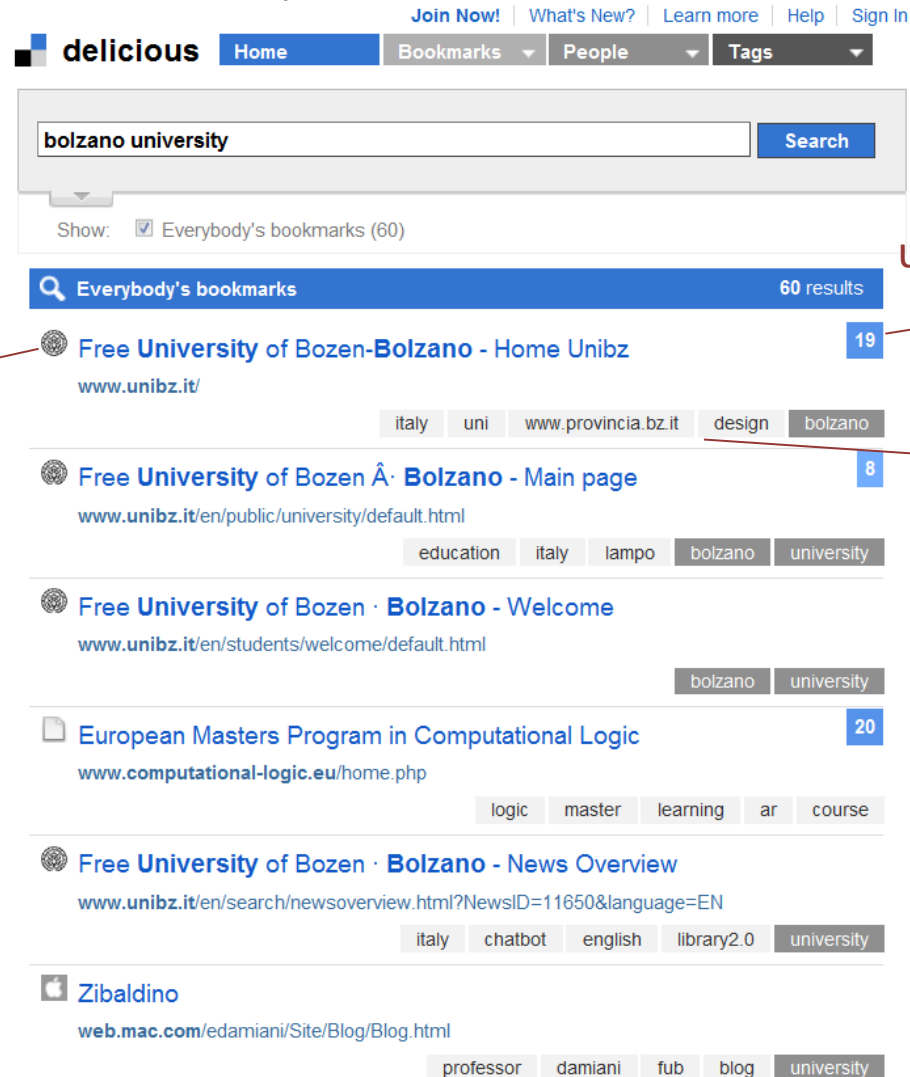 Join Now! What's New? Learn more Help Sign In
delicious Home Bookmarks People Tags
bolzano university Search
Show: Everybody's bookmarks (60)
U
Everybody's bookmarks 60 results
Free University of Bozen-Bolzano - Home Unibz 19
www.unibz.it/
italy uni www.provincia.bz.it design bolzano
Free University of Bozen Â· Bolzano - Main page 8
www.unibz.it/en/public/university/default.html
education italy lampo bolzano university
Free University of Bozen · Bolzano - Welcome
www.unibz.it/en/students/welcome/default.html
bolzano university
European Masters Program in Computational Logic 20
www.computational-logic.eu/home.php
logic master learning ar course
Free University of Bozen · Bolzano - News Overview
www.unibz.it/en/search/newsoverview.html?NewsID=11650&language=EN
italy chatbot english library2.0 university
Zibaldino
web.mac.com/edamiani/Site/Blog/Blog.html
professor damiani fub blog university